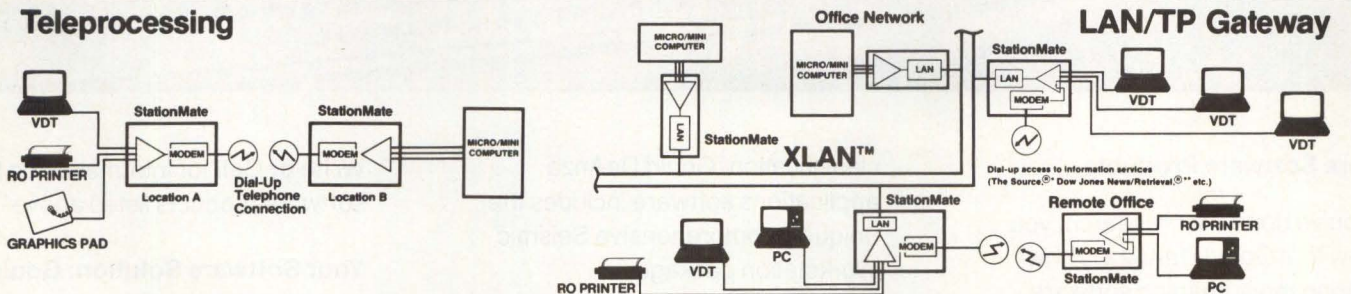 Teleprocessing
VDT
RO PRINTER
GRAPHICS PAD
StationMate
MODEM
Location A
Dial-Up
Telephone
Connection
StationMate
MODEM
Location B
MICRO/MINI
COMPUTER
Office Network
MICRO/MINI
COMPUTER
LAN
StationMate
MICRO/MINI
COMPUTER
LAN
XLAN™
LAN/TP Gateway
StationMate
LAN
MODEM
VDT
VDT
VDT
Dial-up access to information services
(The Source,®* Dow Jones News/Retrieval,®** etc.)
StationMate
LAN
MODEM
RO PRINTER
VDT
PC
Remote Office
MODEM
StationMate
RO PRINTER
PC